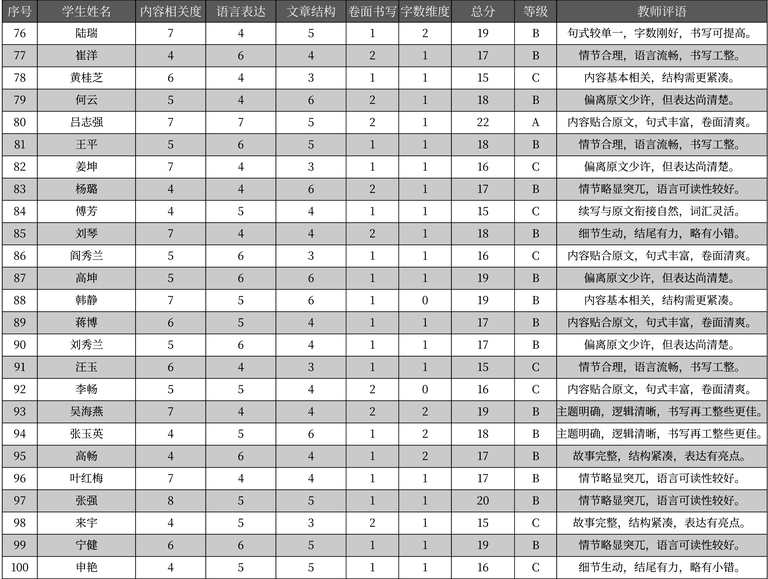 序号 学生姓名 内容相关度 语言表达 文章结构 卷面书写 字数维度 总分 等级 教师评语
76 陆瑞 7 4 5 1 2 19 B 句式较单一，字数刚好，书写可提高。
77 崔洋 4 6 4 2 1 17 B 情节合理，语言流畅，书写工整。
78 黄桂芝 6 4 3 1 1 15 C 内容基本相关，结构需更紧凑。
79 何云 5 4 6 2 1 18 B 偏离原文少许，但表达尚清楚。
80 吕志强 7 7 5 2 1 22 A 内容贴合原文，句式丰富，卷面清爽。
81 王平 5 6 5 1 1 18 B 情节合理，语言流畅，书写工整。
82 姜坤 7 4 3 1 1 16 C 偏离原文少许，但表达尚清楚。
83 杨璐 4 4 6 2 1 17 B 情节略显突兀，语言可读性较好。
84 傅芳 4 5 4 1 1 15 C 续写与原文衔接自然，词汇灵活。
85 刘琴 7 4 4 2 1 18 B 细节生动，结尾有力，略有小错。
86 阎秀兰 5 6 3 1 1 16 C 内容贴合原文，句式丰富，卷面清爽。
87 高坤 5 6 6 1 1 19 B 偏离原文少许，但表达尚清楚。
88 韩静 7 5 6 1 0 19 B 内容基本相关，结构需更紧凑。
89 蒋博 6 5 4 1 1 17 B 内容贴合原文，句式丰富，卷面清爽。
90 刘秀兰 5 6 4 1 1 17 B 偏离原文少许，但表达尚清楚。
91 汪玉 6 4 3 1 1 15 C 情节合理，语言流畅，书写工整。
92 李畅 5 5 4 2 0 16 C 内容贴合原文，句式丰富，卷面清爽。
93 吴海燕 7 4 4 2 2 19 B 主题明确，逻辑清晰，书写再工整些更佳。
94 张玉英 4 5 6 1 2 18 B 主题明确，逻辑清晰，书写再工整些更佳。
95 高畅 4 6 4 1 2 17 B 故事完整，结构紧凑，表达有亮点。
96 叶红梅 7 4 4 1 1 17 B 情节略显突兀，语言可读性较好。
97 张强 8 5 5 1 1 20 B 情节略显突兀，语言可读性较好。
98 来宇 4 5 3 2 1 15 C 故事完整，结构紧凑，表达有亮点。
99 宁健 6 6 5 1 1 19 B 情节略显突兀，语言可读性较好。
100 申艳 4 5 5 1 1 16 C 细节生动，结尾有力，略有小错。